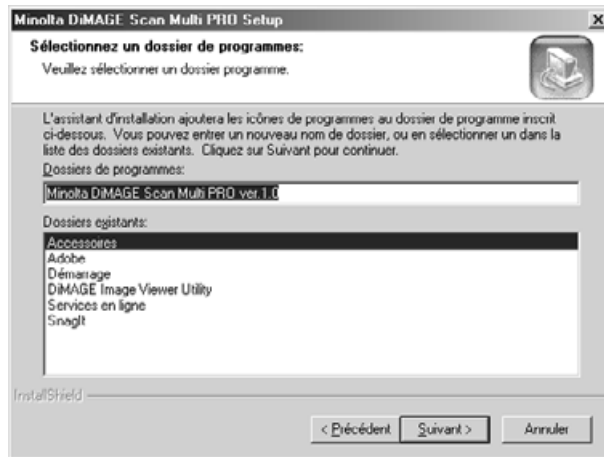 Minolta DiMAGE Scan Multi PRO Setup
Sélectionnez un dossier de programmes:
Veuillez sélectionner un dossier programme.
L'assistant d'installation ajoutera les icônes de programmes au dossier de programme inscrit
ci-dessous. Vous pouvez entrer un nouveau nom de dossier, ou en sélectionner un dans la
liste des dossiers existants. Cliquez sur Suivant pour continuer.
Dossiers de programmes:
Minolta DiMAGE Scan Multi PRO ver.1.0
Dossiers existants:
Accessoires
Adobe
Démarrage
DiMAGE Image Viewer Utility
Services en ligne
SnagIt
InstallShield
< Précédent Suivant > Annuler